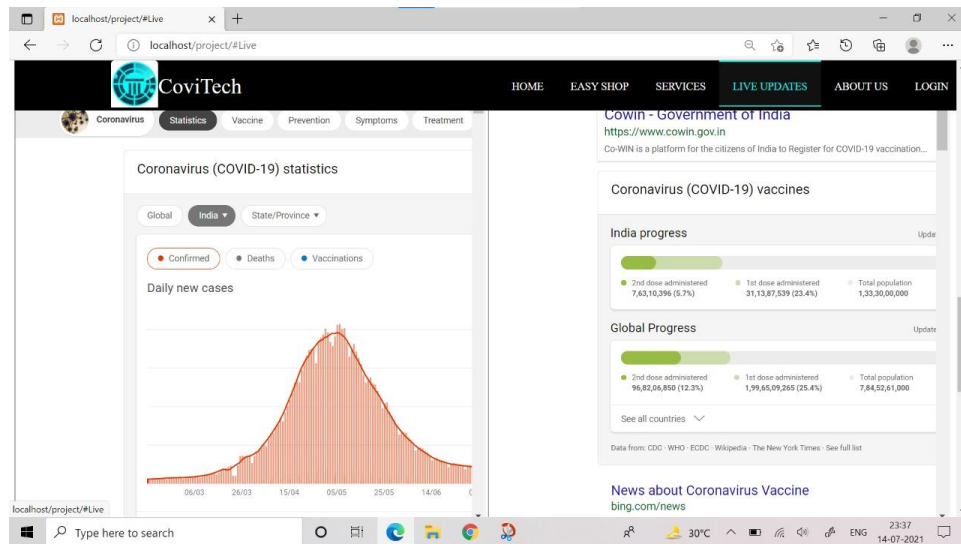 localhost/project/#Live
localhost/project/#Live
CoviTech
HOME EASY SHOP SERVICES LIVE UPDATES ABOUT US LOGIN
Coronavirus Statistics Vaccine Prevention Symptoms Treatment
Coronavirus (COVID-19) statistics
Global India State/Province
Confirmed Deaths Vaccinations
Daily new cases
06/03 26/03 15/04 05/05 25/05 14/06
Cowin - Government of India
https://www.cowin.gov.in
Co-WIN is a platform for the citizens of India to Register for COVID-19 vaccination...
Coronavirus (COVID-19) vaccines
India progress
2nd dose administered 1st dose administered Total population
7,63,10,396 (5.7%) 31,13,87,539 (23.4%) 1,33,30,00,000
Global Progress
2nd dose administered 1st dose administered Total population
96,82,06,850 (12.3%) 1,99,65,09,265 (25.4%) 7,84,52,61,000
See all countries
Data from: CDC · WHO · ECDC · Wikipedia · The New York Times · See full list
News about Coronavirus Vaccine
bing.com/news
localhost/project/#Live
Type here to search
30°C ENG 23:37
14-07-2021